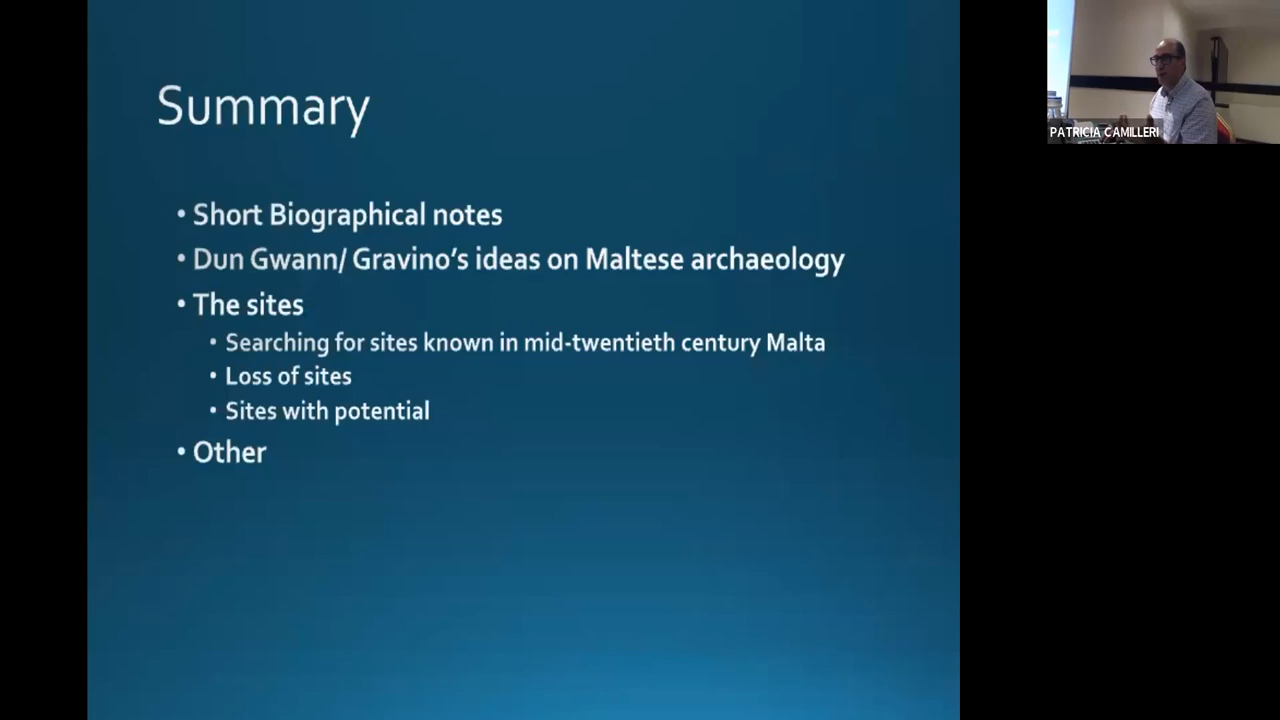 Summary
• Short Biographical notes
• Dun Gwann/ Gravino's ideas on Maltese archaeology
• The sites
• Searching for sites known in mid-twentieth century Malta
• Loss of sites
• Sites with potential
• Other
PATRICIA CAMILLERI